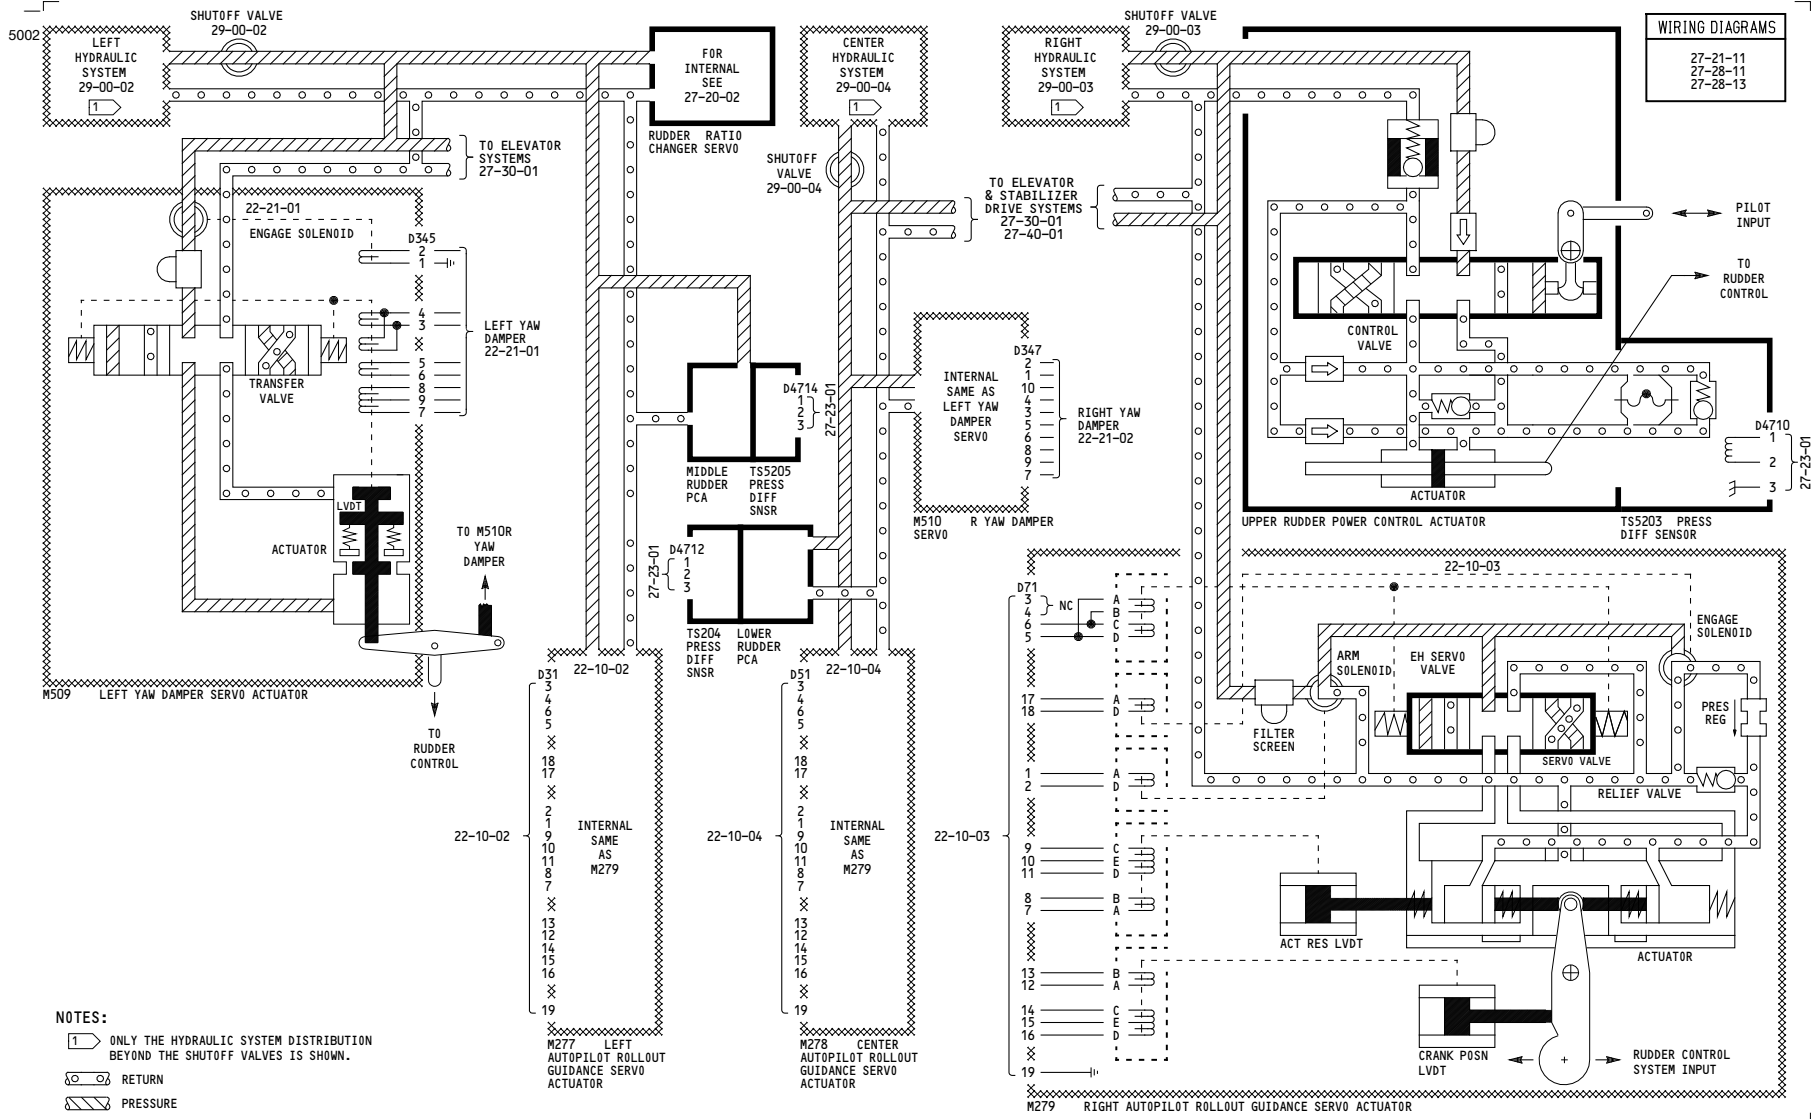 5002
LEFT
HYDRAULIC
SYSTEM
29-00-02
1
SHUTOFF VALVE
29-00-02
FOR
INTERNAL
SEE
27-20-02
RUDDER RATIO
CHANGER SERVO
CENTER
HYDRAULIC
SYSTEM
29-00-04
1
SHUTOFF
VALVE
29-00-04
RIGHT
HYDRAULIC
SYSTEM
29-00-03
1
SHUTOFF VALVE
29-00-03
WIRING DIAGRAMS
27-21-11
27-28-11
27-28-13
TO ELEVATOR
SYSTEMS
27-30-01
TO ELEVATOR
& STABILIZER
DRIVE SYSTEMS
27-30-01
27-40-01
PILOT
INPUT
TO
RUDDER
CONTROL
CONTROL
VALVE
ACTUATOR
UPPER RUDDER POWER CONTROL ACTUATOR
TS5203 PRESS
DIFF SENSOR
D4710
1
2
3
27-23-01
22-21-01
ENGAGE SOLENOID
D345
2
1
4
3
5
6
8
9
7
LEFT YAW
DAMPER
22-21-01
TRANSFER
VALVE
LVDT
ACTUATOR
TO M510R
YAW
DAMPER
TO
RUDDER
CONTROL
M509 LEFT YAW DAMPER SERVO ACTUATOR
D4714
1
2
3
27-23-01
MIDDLE
RUDDER
PCA
TS5205
PRESS
DIFF
SNSR
27-23-01
D4712
1
2
3
TS204
PRESS
DIFF
SNSR
LOWER
RUDDER
PCA
INTERNAL
SAME AS
LEFT YAW
DAMPER
SERVO
D347
2
1
10
4
3
5
6
8
9
7
RIGHT YAW
DAMPER
22-21-02
M510 R YAW DAMPER
SERVO
22-10-02
D31
3
4
6
5
18
17
2
1
9
10
11
8
7
13
12
14
15
16
19
22-10-02
INTERNAL
SAME
AS
M279
M277 LEFT
AUTOPILOT ROLLOUT
GUIDANCE SERVO
ACTUATOR
22-10-04
D51
3
4
6
5
18
17
2
1
9
10
11
8
7
13
12
14
15
16
19
22-10-04
INTERNAL
SAME
AS
M279
M278 CENTER
AUTOPILOT ROLLOUT
GUIDANCE SERVO
ACTUATOR
22-10-03
D71
3 A
4 NC B
6 C
5 D
17 A
18 D
1 A
2 D
9 C
10 E
11 D
8 B
7 A
13 B
12 A
14 C
15 E
16 D
19
22-10-03
ENGAGE
SOLENOID
ARM
SOLENOID
EH SERVO
VALVE
FILTER
SCREEN
SERVO VALVE
PRES
REG
RELIEF VALVE
ACT RES LVDT
ACTUATOR
CRANK POSN
LVDT
RUDDER CONTROL
SYSTEM INPUT
M279 RIGHT AUTOPILOT ROLLOUT GUIDANCE SERVO ACTUATOR
NOTES:
1 ONLY THE HYDRAULIC SYSTEM DISTRIBUTION
BEYOND THE SHUTOFF VALVES IS SHOWN.
RETURN
PRESSURE